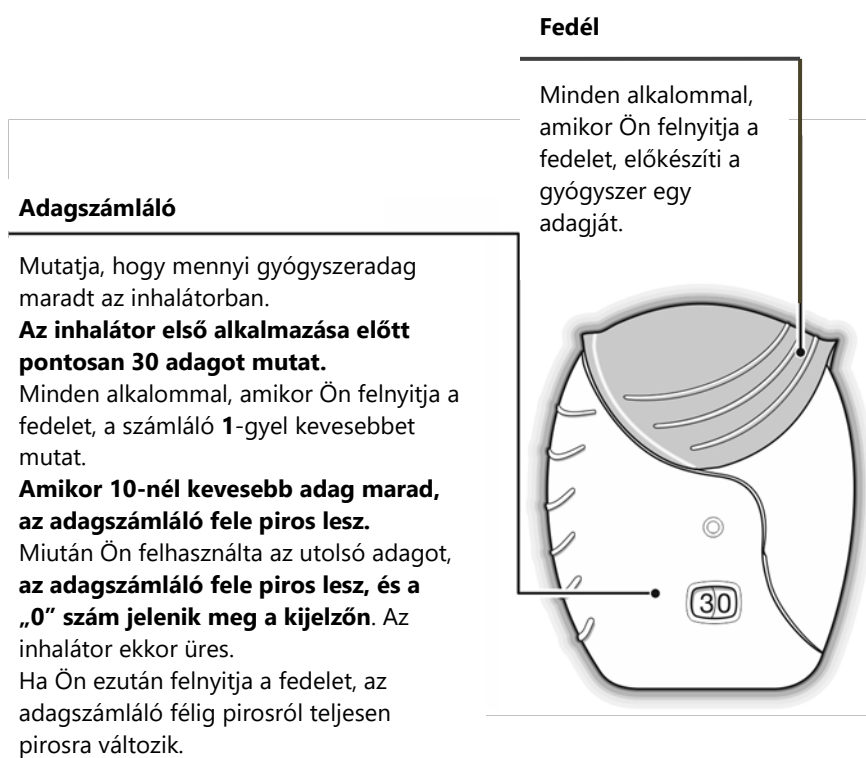 Fedél
Minden alkalommal,
amikor Ön felnyitja a
fedelet, előkészíti a
gyógyszer egy
adagját.
Adagszámláló
Mutatja, hogy mennyi gyógyszeradag
maradt az inhalátorban.
Az inhalátor első alkalmazása előtt
pontosan 30 adagot mutat.
Minden alkalommal, amikor Ön felnyitja a
fedelet, a számláló 1-gyel kevesebbet
mutat.
Amikor 10-nél kevesebb adag marad,
az adagszámláló fele piros lesz.
Miután Ön felhasználta az utolsó adagot,
az adagszámláló fele piros lesz, és a
„0” szám jelenik meg a kijelzőn. Az
inhalátor ekkor üres.
Ha Ön ezután felnyitja a fedelet, az
adagszámláló félig pirosról teljesen
pirosra változik.
30